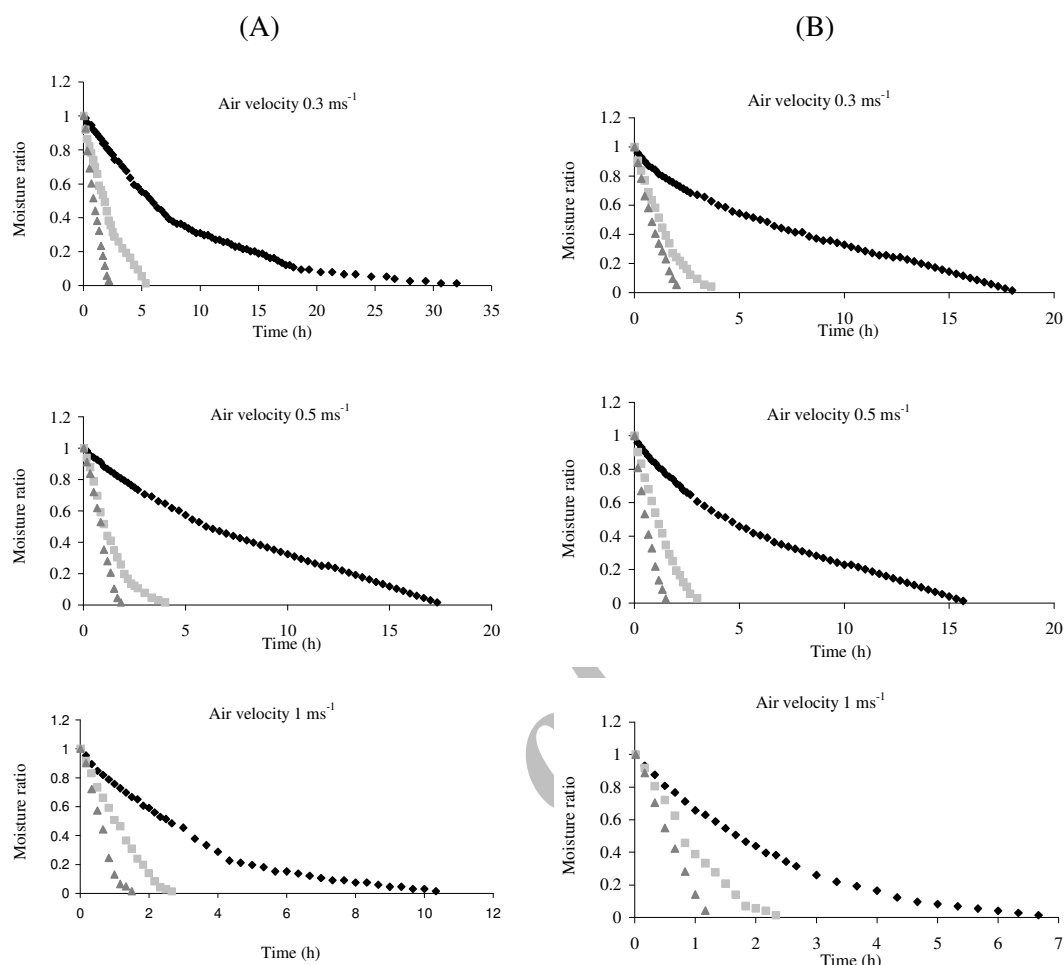 (A)
(B)
Air velocity 0.3 ms-1
Moisture ratio
1.2
1
0.8
0.6
0.4
0.2
0
0 5 10 15 20 25 30 35
Time (h)
Air velocity 0.3 ms-1
Moisture ratio
1.2
1
0.8
0.6
0.4
0.2
0
0 5 10 15 20
Time (h)
Air velocity 0.5 ms-1
Moisture ratio
1.2
1
0.8
0.6
0.4
0.2
0
0 5 10 15 20
Time (h)
Air velocity 0.5 ms-1
Moisture ratio
1.2
1
0.8
0.6
0.4
0.2
0
0 5 10 15 20
Time (h)
Air velocity 1 ms-1
Moisture ratio
1.2
1
0.8
0.6
0.4
0.2
0
0 2 4 6 8 10 12
Time (h)
Air velocity 1 ms-1
Moisture ratio
1.2
1
0.8
0.6
0.4
0.2
0
0 1 2 3 4 5 6 7
Time (h)